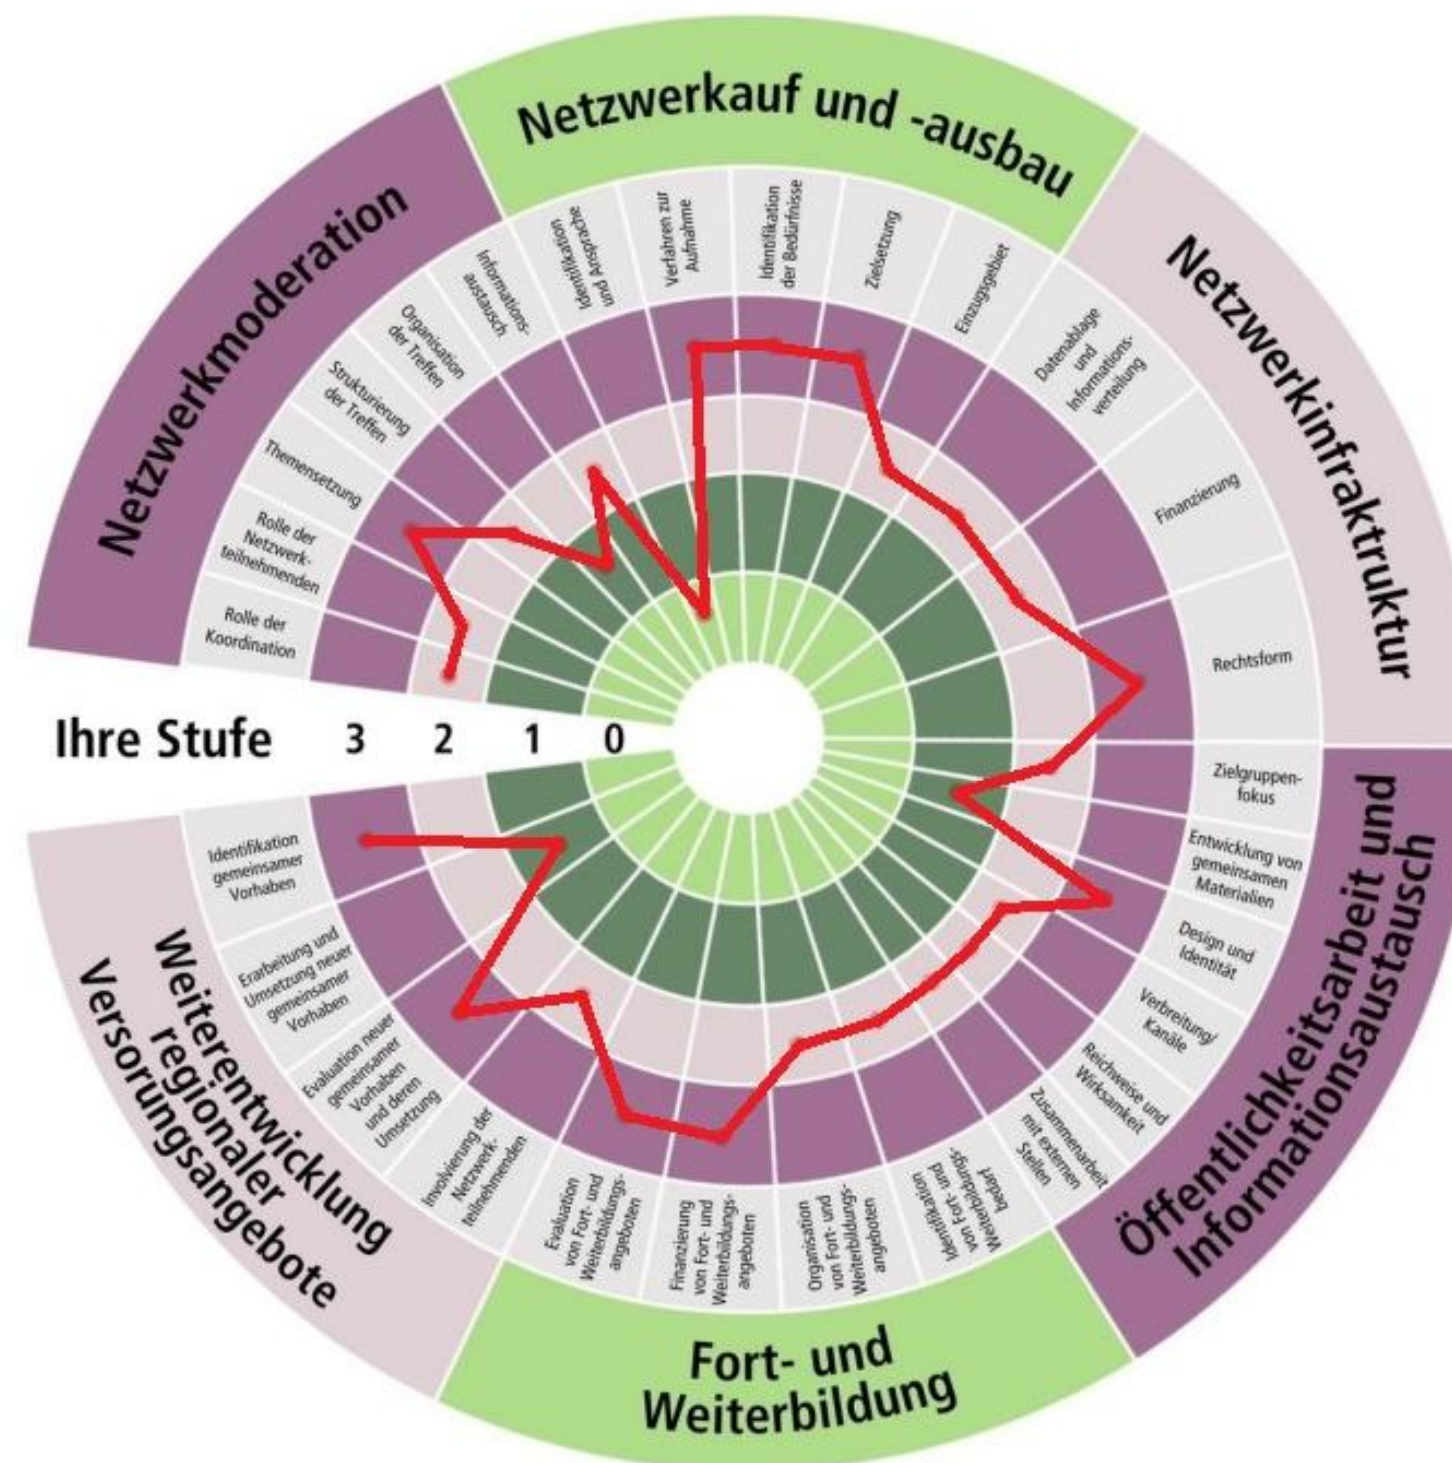 Netzwerkmoderation
Rolle der
Koordination
Rolle der
Netzwerk-
teilnehmenden
Themensetzung
Strukturierung
der Treffen
Organisation
der Treffen
Informations-
austausch
Netzwerkauf und -ausbau
Identifikation
und Ansprache
Verfahren zur
Aufnahme
Identifikation
der Bedürfnisse
Zielsetzung
Einzugsgebiet
Netzwerkinfraktruktur
Datenablage
und
Informations-
verteilung
Finanzierung
Rechtsform
Öffentlichkeitsarbeit und
Informationsaustausch
Zielgruppen-
fokus
Entwicklung von
gemeinsamen
Materialien
Design und
Identität
Verbreitung/
Kanäle
Reichweise und
Wirksamkeit
Zusammenarbeit
mit externen
Stellen
Fort- und
Weiterbildung
Identifikation
von Fort- und
Weiterbildungs-
bedarf
Organisation
von Fort- und
Weiterbildungs-
angeboten
Finanzierung
von Fort- und
Weiterbildungs-
angeboten
Evaluation
von Fort- und
Weiterbildungs-
angeboten
Weiterentwicklung
regionaler
Versorungsangebote
Involvierung der
Netzwerk-
teilnehmenden
Evaluation neuer
gemeinsamer
Vorhaben
und deren
Umsetzung
Erarbeitung und
Umsetzung neuer
gemeinsamer
Vorhaben
Identifikation
gemeinsamer
Vorhaben
Ihre Stufe 3 2 1 0